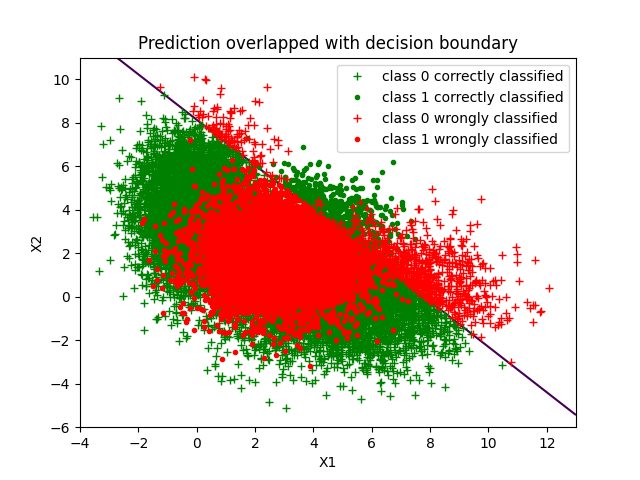 Prediction overlapped with decision boundary
class 0 correctly classified
class 1 correctly classified
class 0 wrongly classified
class 1 wrongly classified
10
8
6
4
2
0
−2
−4
−6
X2
−4 −2 0 2 4 6 8 10 12
X1